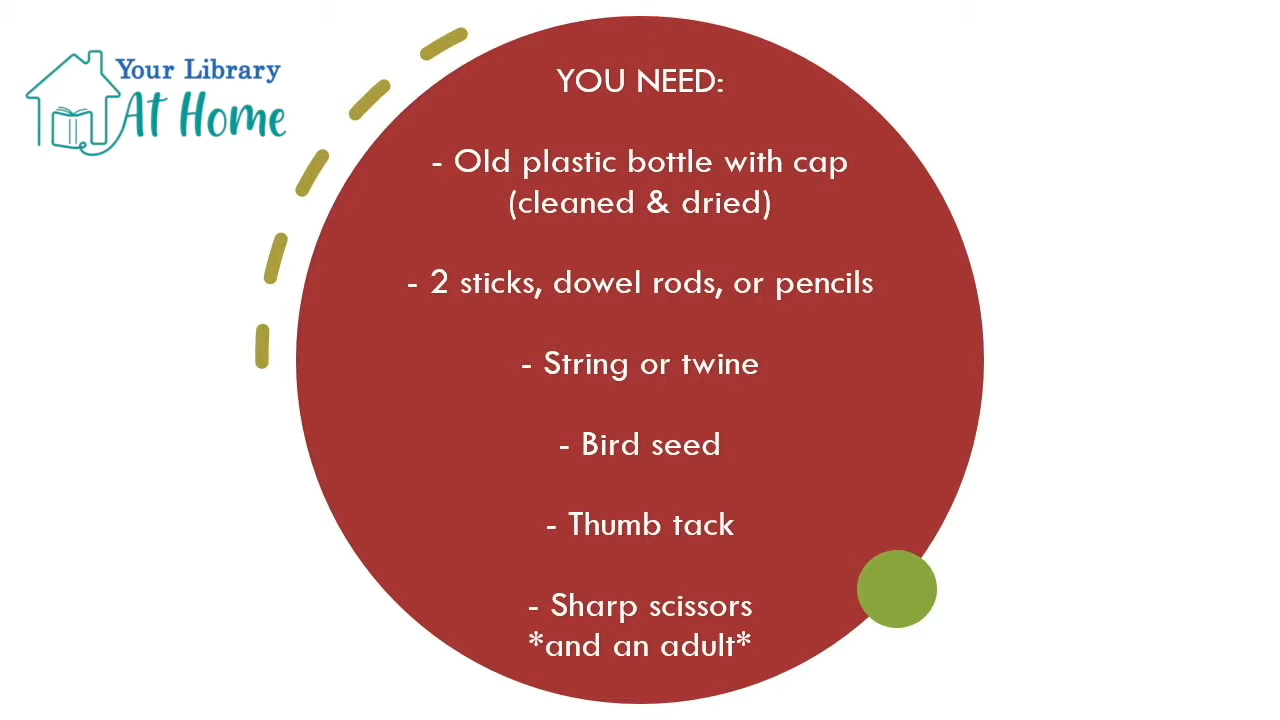 Your Library
At Home
YOU NEED:
- Old plastic bottle with cap
(cleaned & dried)
- 2 sticks, dowel rods, or pencils
- String or twine
- Bird seed
- Thumb tack
- Sharp scissors
*and an adult*